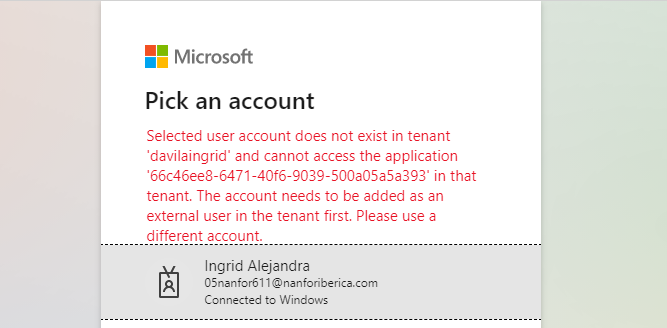 Microsoft
Pick an account
Selected user account does not exist in tenant
'davilaingrid' and cannot access the application
'66c46ee8-6471-40f6-9039-500a05a5a393' in that
tenant. The account needs to be added as an
external user in the tenant first. Please use a
different account.
Ingrid Alejandra
05nanfor611@nanforiberica.com
Connected to Windows